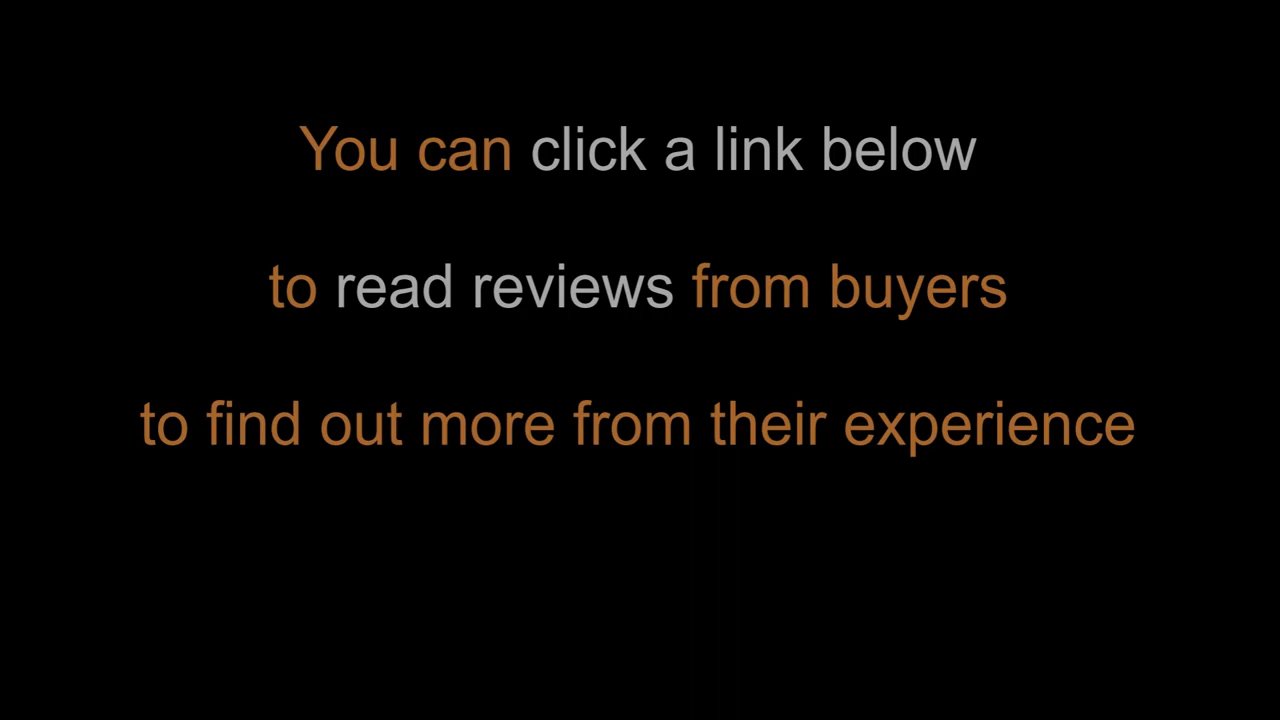 You can click a link below
to read reviews from buyers
to find out more from their experience